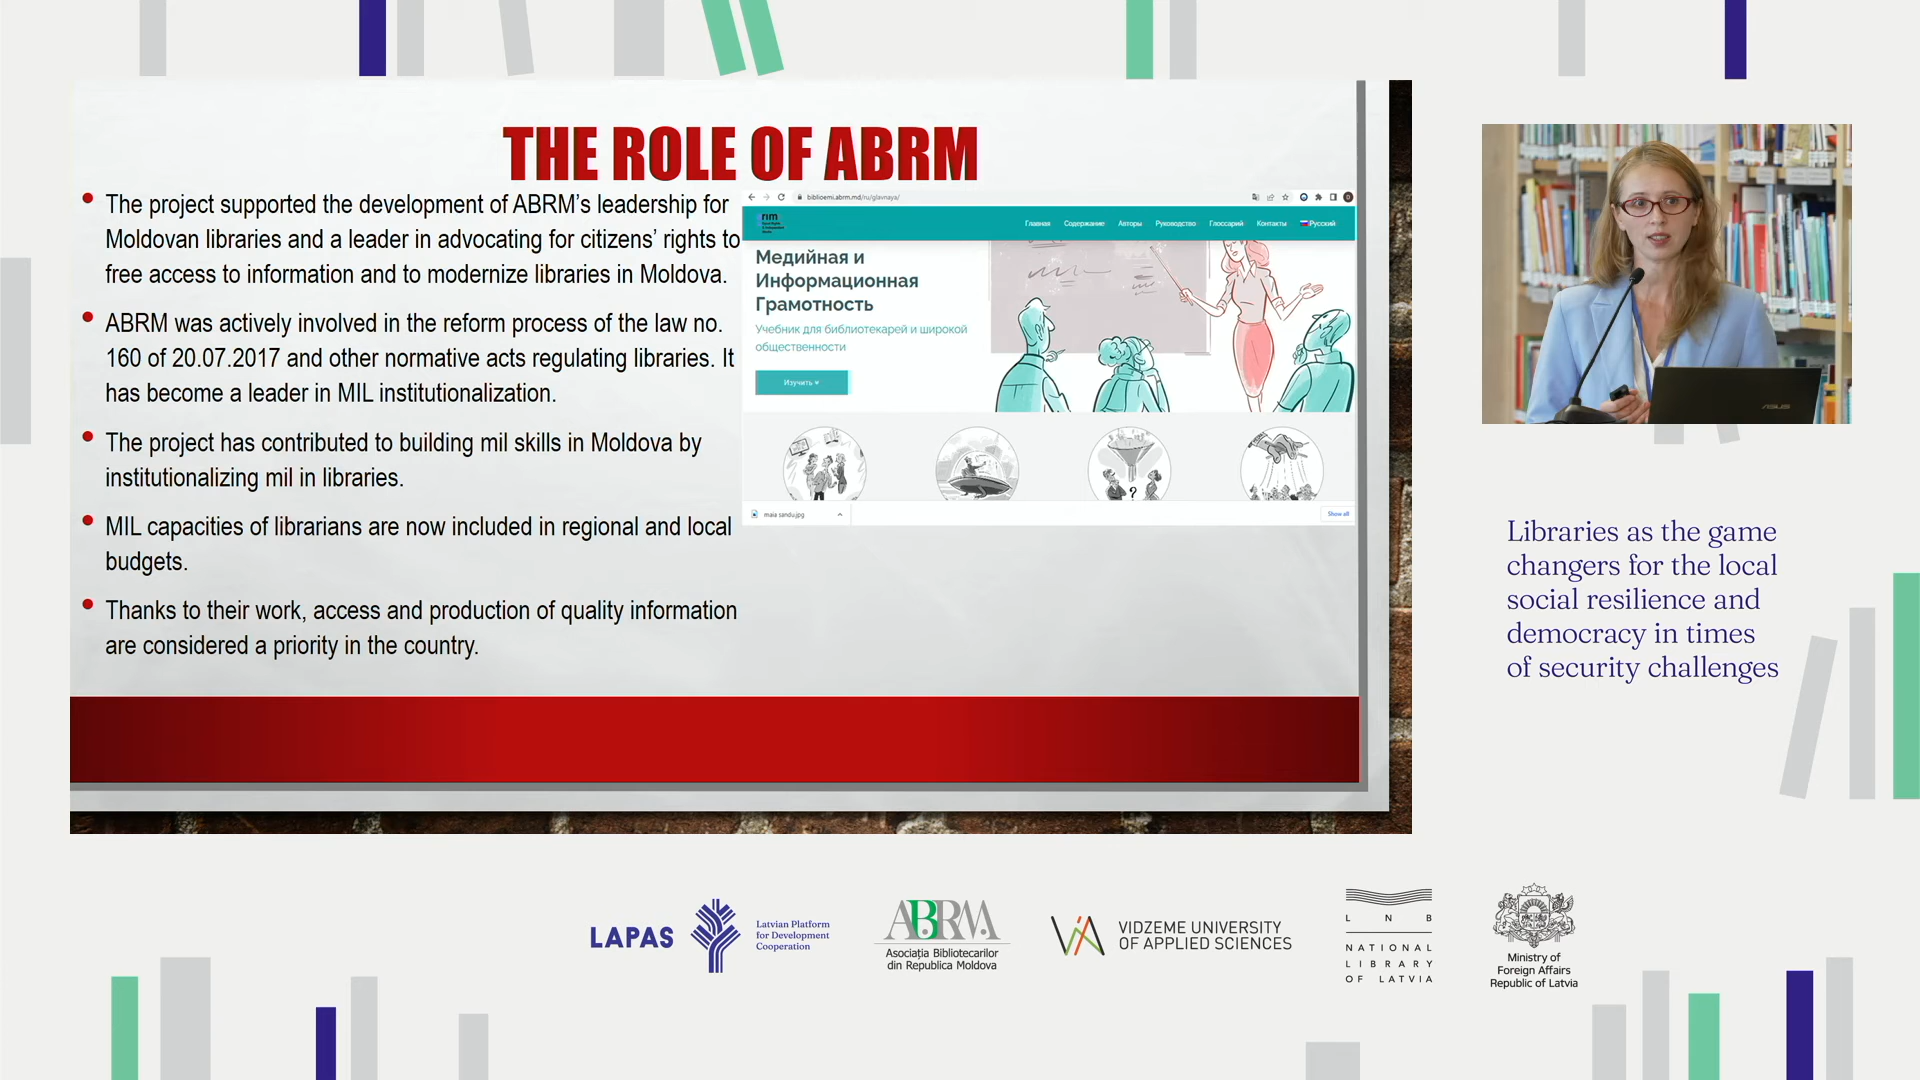 THE ROLE OF ABRM
The project supported the development of ABRM’s leadership for
Moldovan libraries and a leader in advocating for citizens’ rights to
free access to information and to modernize libraries in Moldova.
ABRM was actively involved in the reform process of the law no.
160 of 20.07.2017 and other normative acts regulating libraries. It
has become a leader in MIL institutionalization.
The project has contributed to building mil skills in Moldova by
institutionalizing mil in libraries.
MIL capacities of librarians are now included in regional and local
budgets.
Thanks to their work, access and production of quality information
are considered a priority in the country.
biblioemi.abrm.md/ru/glavnaya/
rim
Главная Содержание Авторы Руководство Глоссарий Контакты Русский
Медийная и
Информационная
Грамотность
Учебник для библиотекарей и широкой
общественности
Изучить
?
maia sandu.jpg
Show all
ASUS
Libraries as the game
changers for the local
social resilience and
democracy in times
of security challenges
LAPAS
Latvian Platform
for Development
Cooperation
ABRM
Asociația Bibliotecarilor
din Republica Moldova
VIDZEME UNIVERSITY
OF APPLIED SCIENCES
L N B
NATIONAL
LIBRARY
OF LATVIA
Ministry of
Foreign Affairs
Republic of Latvia